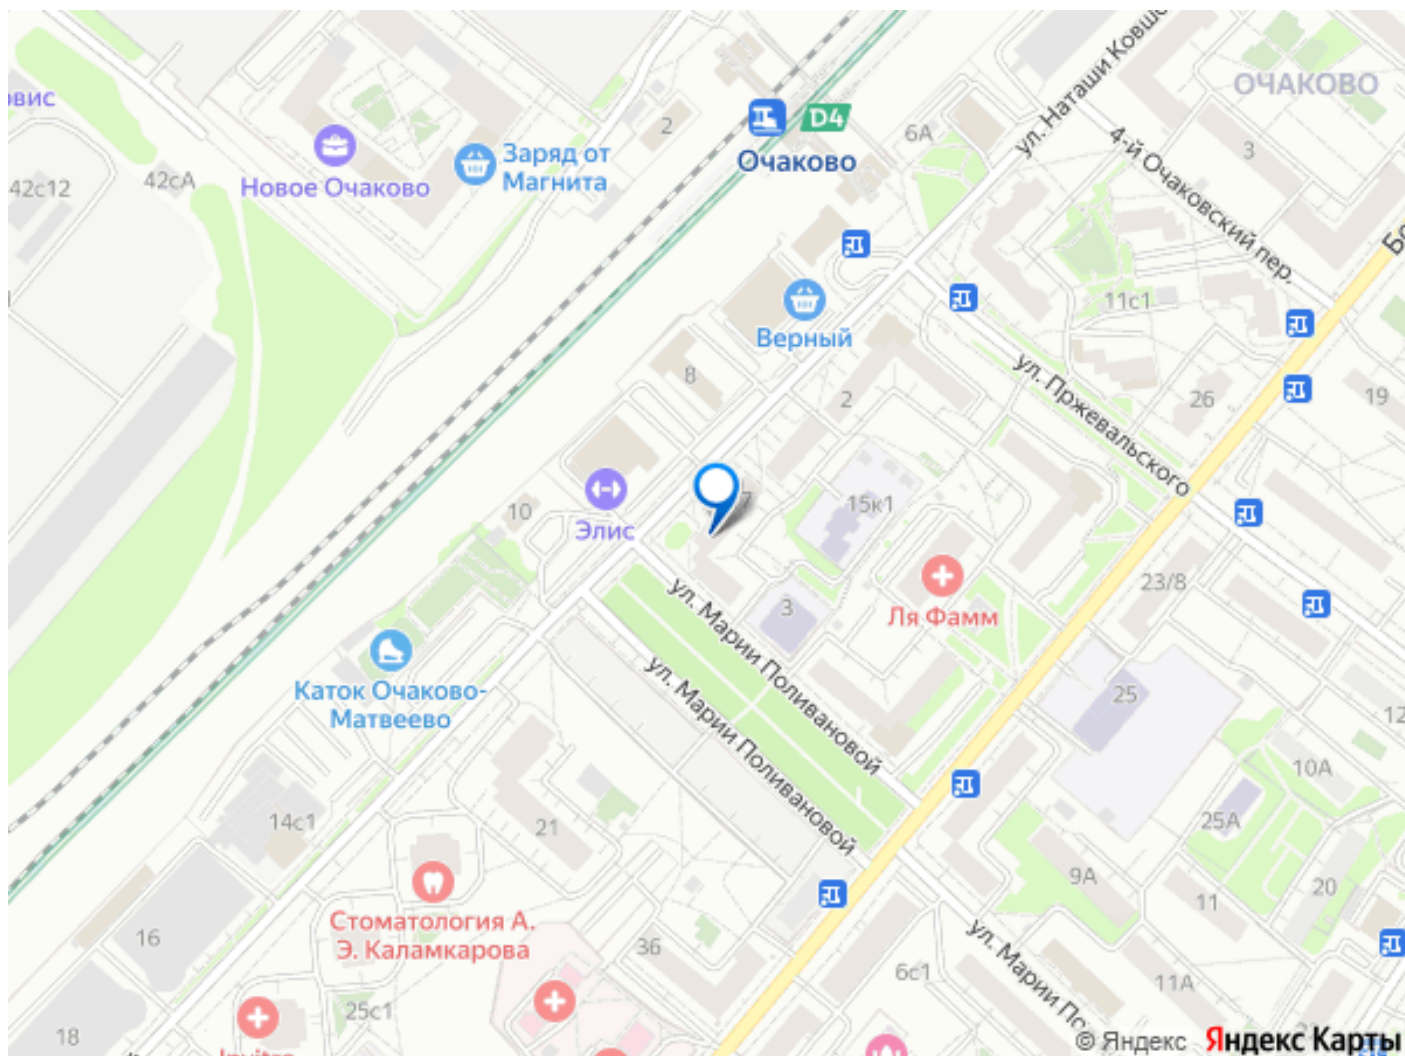 ул. Наташи Ковшо
ОЧАКОВО
овис
D4
Очаково
2
6А
3
4-й Очаковский пер.
Заряд от
Магнита
Новое Очаково
42с12
42сА
Верный
11с1
8
2
ул. Пржевальского
26
19
7
15к1
10
Элис
3
Ля Фамм
23/8
ул. Марии Поливановой
ул. Марии Поливановой
Каток Очаково-
Матвеево
25
12
10А
25А
14с1
21
9А
20
11
Стоматология А.
Э. Каламкарова
16
36
6с1
11А
ул. Марии По
25с1
18
© Яндекс
Яндекс Карты